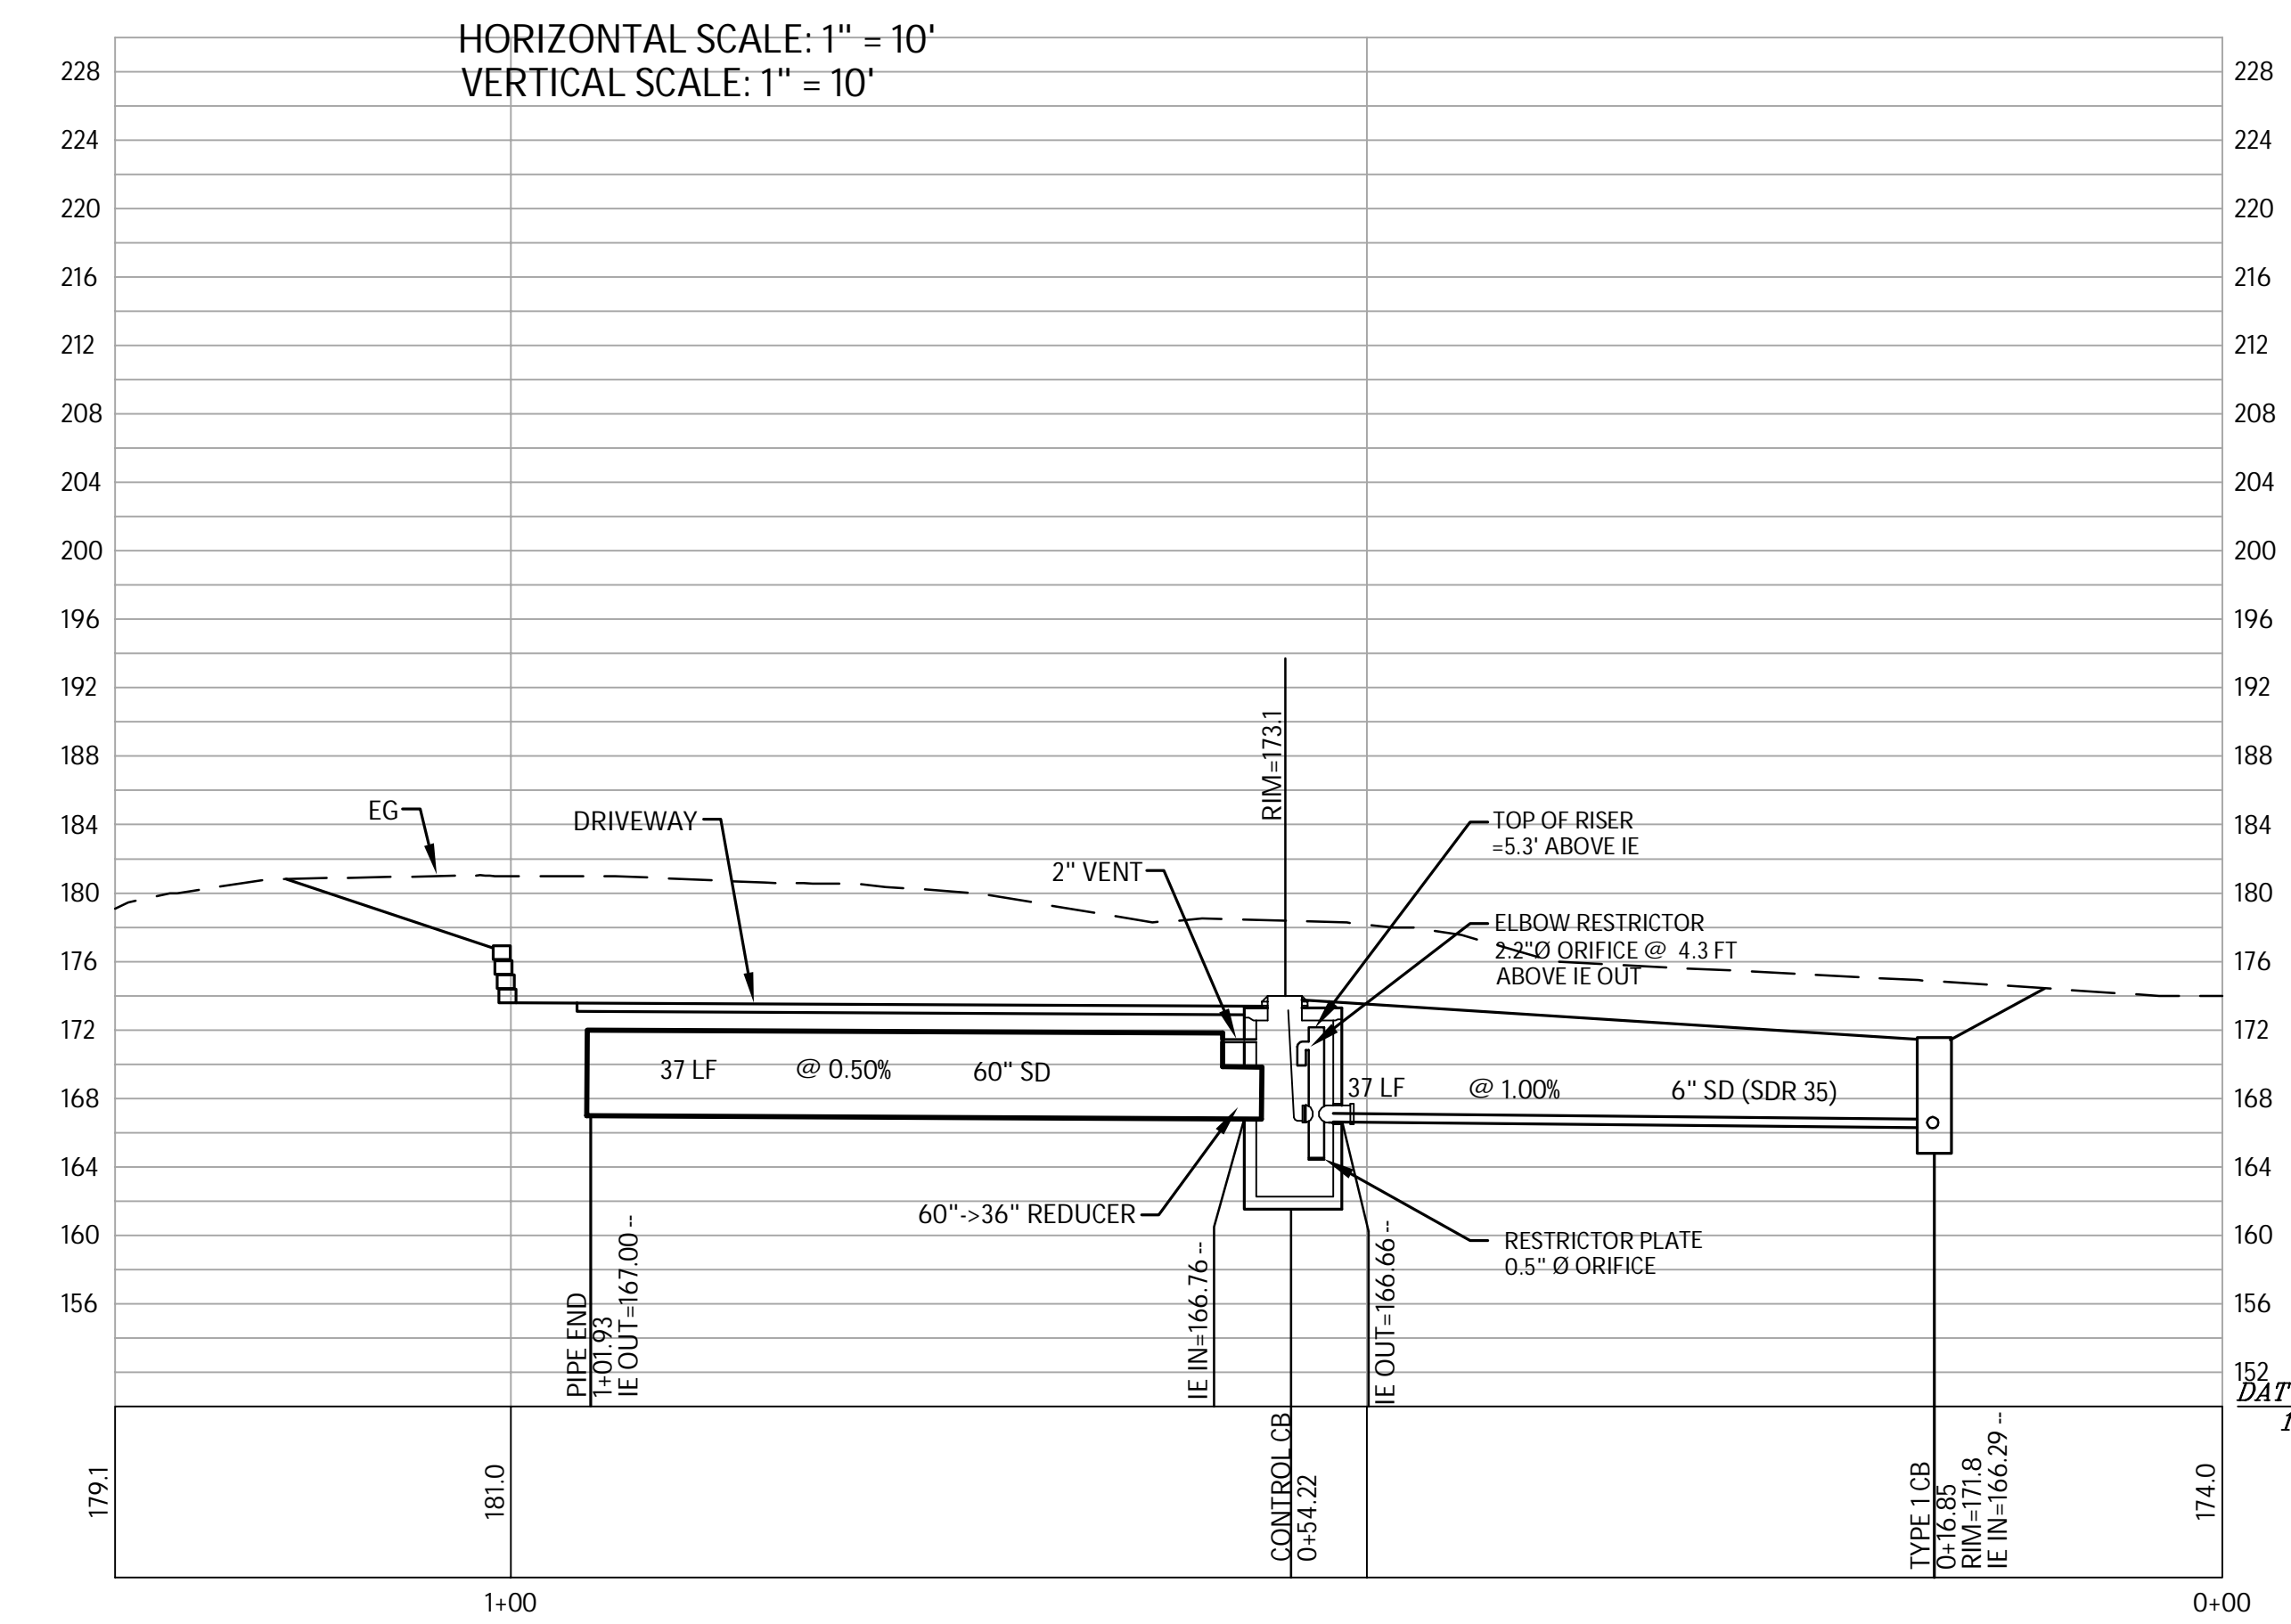 HORIZONTAL SCALE: 1" = 10'
VERTICAL SCALE: 1" = 10'
228 228
224 224
220 220
216 216
212 212
208 208
204 204
200 200
196 196
192 192
188 188
184 184
180 180
176 176
172 172
168 168
164 164
160 160
156 156
152
RIM=173.1
EG
DRIVEWAY
2" VENT
TOP OF RISER
=5.3' ABOVE IE
ELBOW RESTRICTOR
2.2"Ø ORIFICE @ 4.3 FT
ABOVE IE OUT
37 LF @ 0.50% 60" SD
37 LF @ 1.00% 6" SD (SDR 35)
60"->36" REDUCER
RESTRICTOR PLATE
0.5" Ø ORIFICE
PIPE END
1+01.93
IE OUT=167.00 --
IE IN=166.76 --
IE OUT=166.66 --
DAT
1
179.1
181.0
CONTROL CB
0+54.22
TYPE 1 CB
0+16.85
RIM=171.8
IE IN=166.29 --
174.0
1+00
0+00